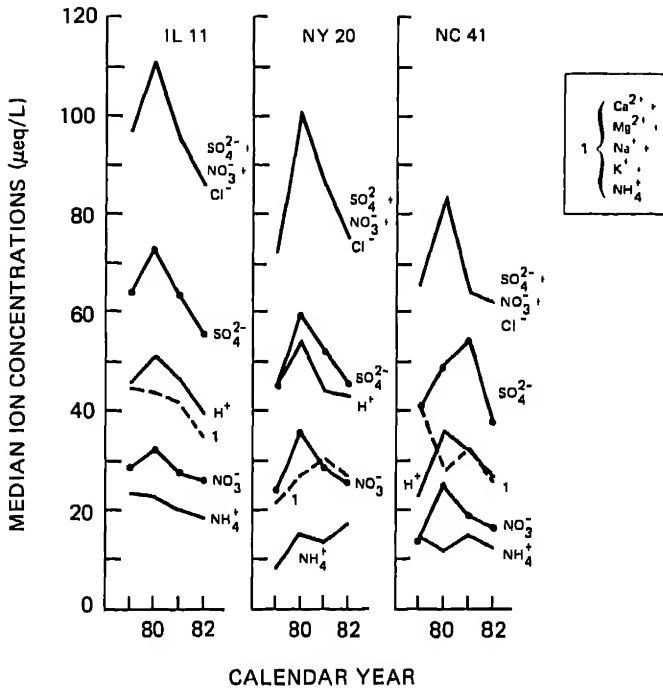 MEDIAN ION CONCENTRATIONS (µeq/L)
120
100
80
60
40
20
0
IL 11
SO₄²⁻ +
NO₃⁻ +
Cl⁻
SO₄²⁻
H⁺
1
NO₃⁻
NH₄⁺
80 82
NY 20
SO₄²⁻ +
NO₃⁻ +
Cl⁻
SO₄²⁻
H⁺
NO₃⁻
1
NH₄⁺
80 82
NC 41
SO₄²⁻ +
NO₃⁻ +
Cl⁻
SO₄²⁻
H⁺
1
NO₃⁻
NH₄⁺
80 82
CALENDAR YEAR
1 {
Ca²⁺ +
Mg²⁺ +
Na⁺ +
K⁺ +
NH₄⁺